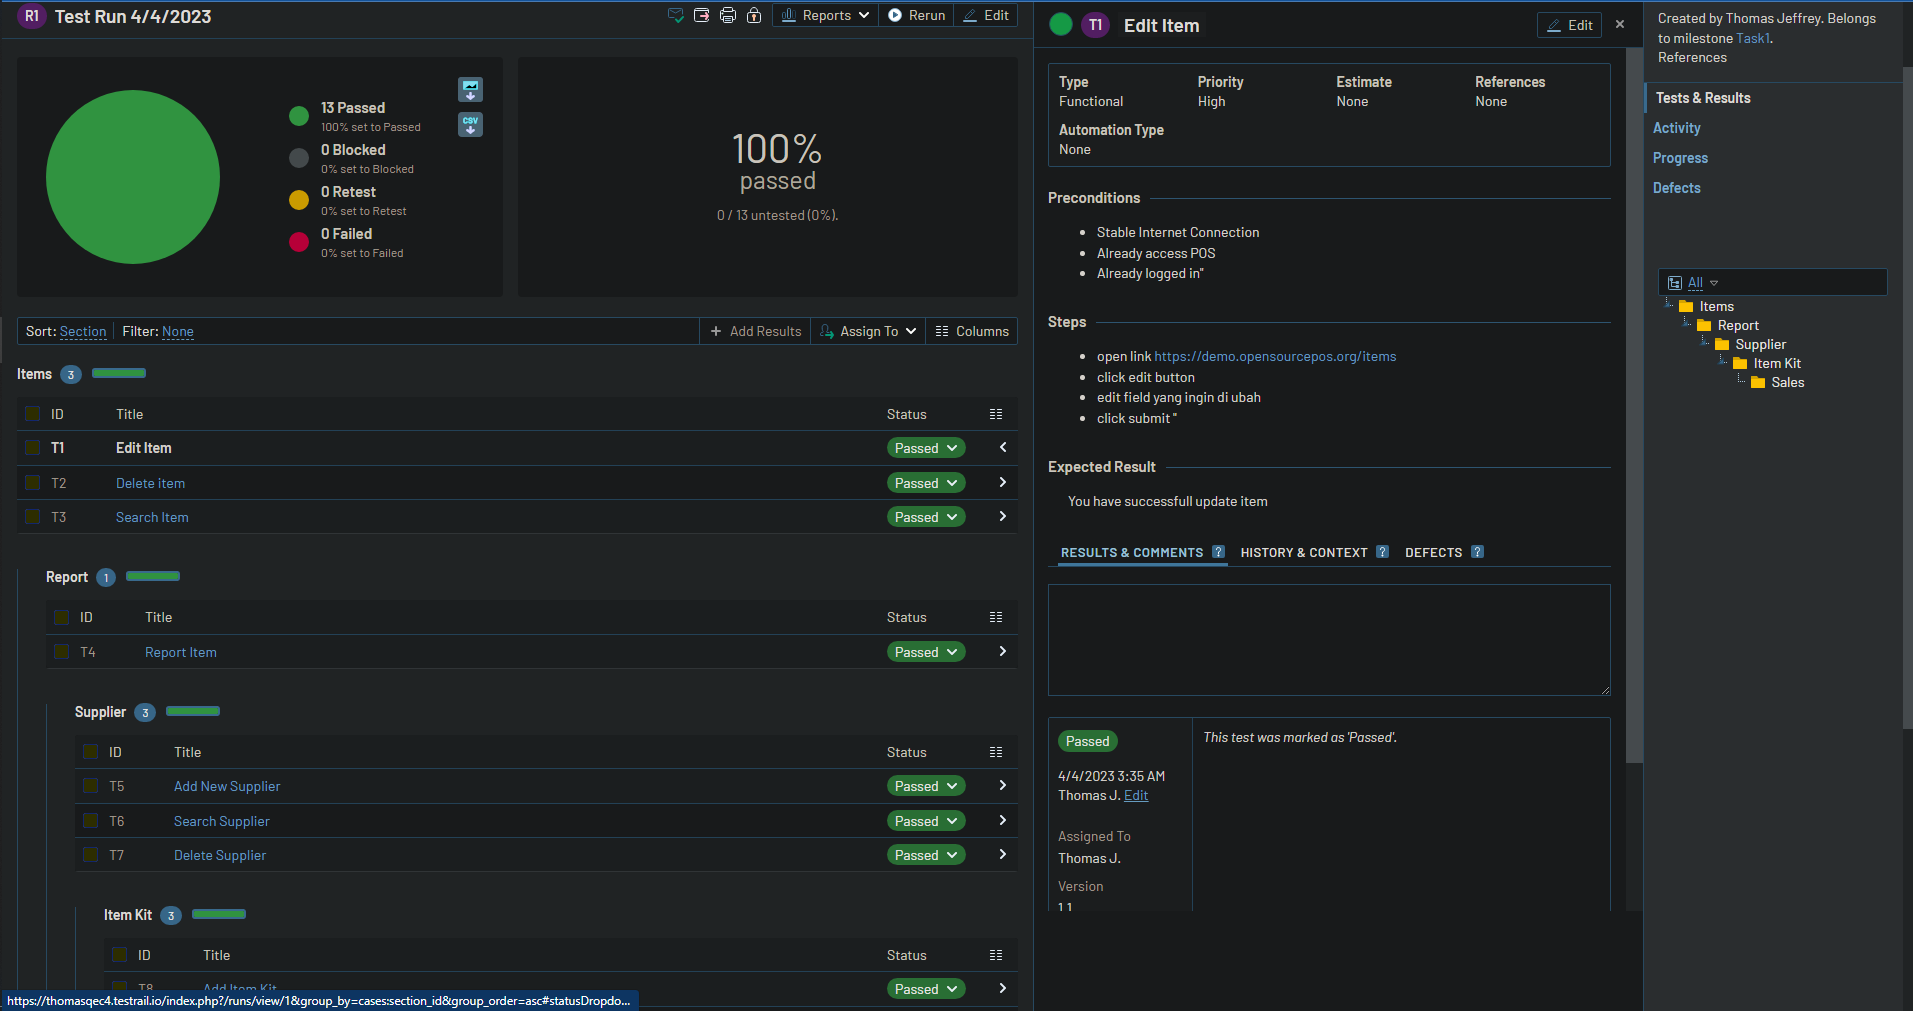 R1 Test Run 4/4/2023
Reports
Rerun
Edit
13 Passed
100% set to Passed
0 Blocked
0% set to Blocked
0 Retest
0% set to Retest
0 Failed
0% set to Failed
CSV
100%
passed
0 / 13 untested (0%).
Sort: Section Filter: None
Add Results
Assign To
Columns
Items 3
ID Title Status
T1 Edit Item Passed
T2 Delete item Passed
T3 Search Item Passed
Report 1
ID Title Status
T4 Report Item Passed
Supplier 3
ID Title Status
T5 Add New Supplier Passed
T6 Search Supplier Passed
T7 Delete Supplier Passed
Item Kit 3
ID Title Status
T8 Add Item Kit Passed
https://thomasqec4.testrail.io/index.php?/runs/view/1&group_by=cases:section_id&group_order=asc#statusDropdo...
T1 EdIt Item
Edit
Type Priority Estimate References
Functional High None None
Automation Type
None
Preconditions
Stable Internet Connection
Already access POS
Already logged in"
Steps
open link https://demo.opensourcepos.org/items
click edit button
edit field yang ingin di ubah
click submit "
Expected Result
You have successfull update item
RESULTS & COMMENTS ? HISTORY & CONTEXT ? DEFECTS ?
Passed
4/4/2023 3:35 AM
Thomas J. Edit
Assigned To
Thomas J.
Version
1.1
This test was marked as 'Passed'.
Created by Thomas Jeffrey. Belongs
to milestone Task1.
References
Tests & Results
Activity
Progress
Defects
All
Items
Report
Supplier
Item Kit
Sales